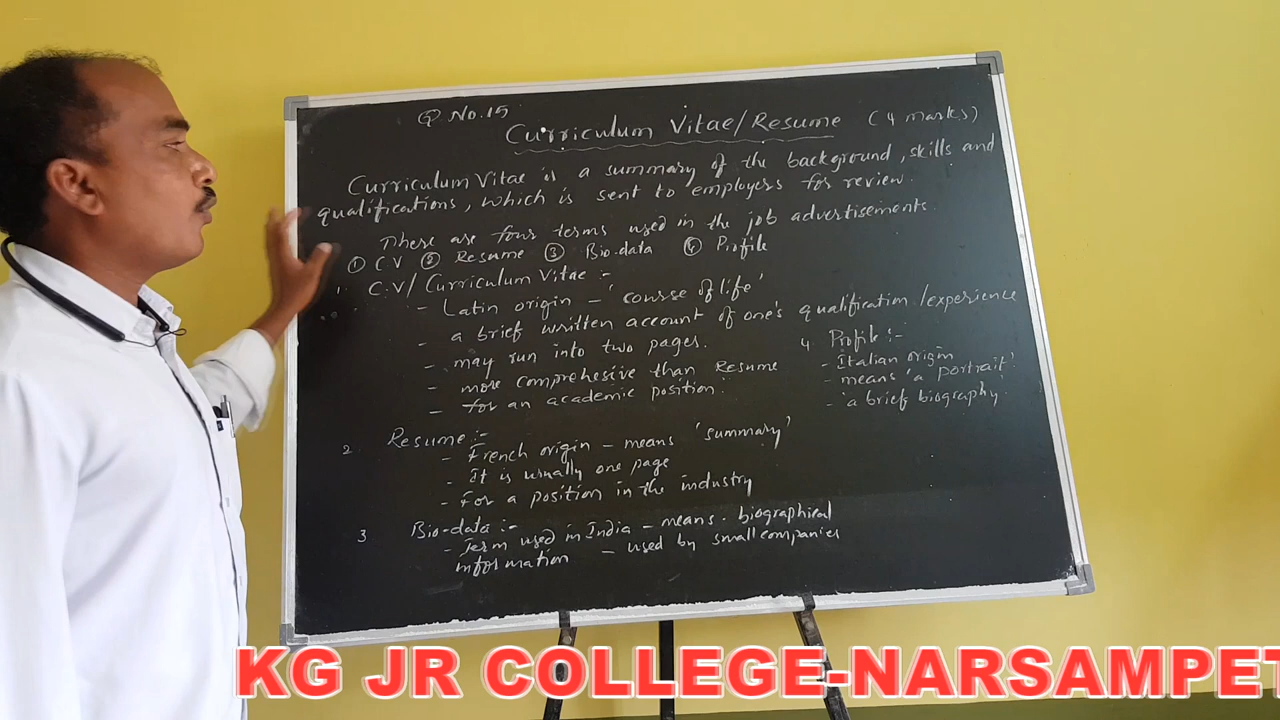 Q. No. 15
Curriculum Vitae/Resume (4 marks)
Curriculum Vitae is a summary of the background, skills and
qualifications, which is sent to employers for review.
There are four terms used in the job advertisements.
① C.V ② Resume ③ Bio-data ④ Profile
1. C.V/ Curriculum Vitae :-
- Latin origin - 'course of life'
- a brief written account of one's qualification/experience
- may run into two pages.
- more comprehesive than Resume
- for an academic position.
4. Profile :-
- Italian origin
- means 'a portrait'
- 'a brief biography.
2. Resume :-
- French origin - means 'summary'
- It is usually one page
- For a position in the industry
3 Bio-data :-
- Term used in India - means - biographical
information - used by small companies
KG JR COLLEGE-NARSAMPET